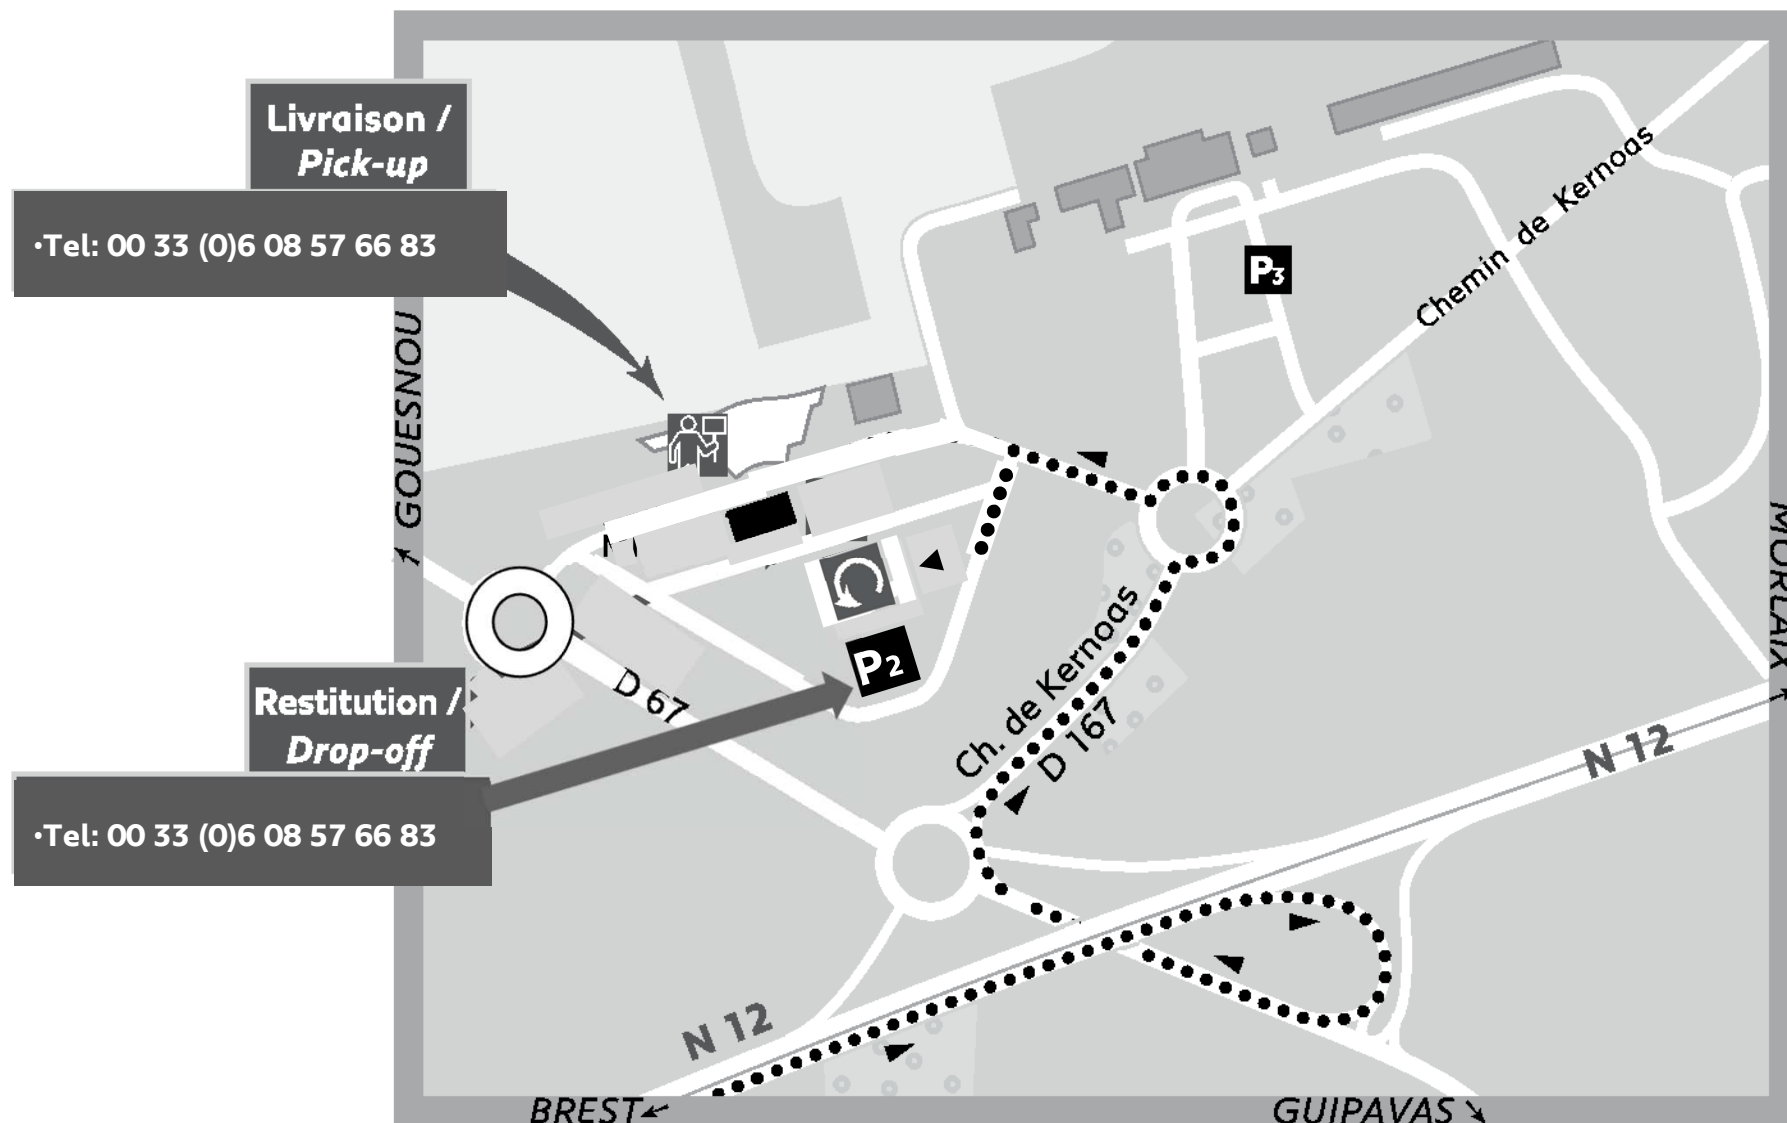 Livraison /
Pick-up
•Tel: 00 33 (0)6 08 57 66 83
GOUESNOU
P3
Chemin de Kernoas
MORLAIX
P2
D 67
Restitution /
Drop-off
•Tel: 00 33 (0)6 08 57 66 83
Ch. de Kernoas
D 167
N 12
N 12
BREST
GUIPAVAS